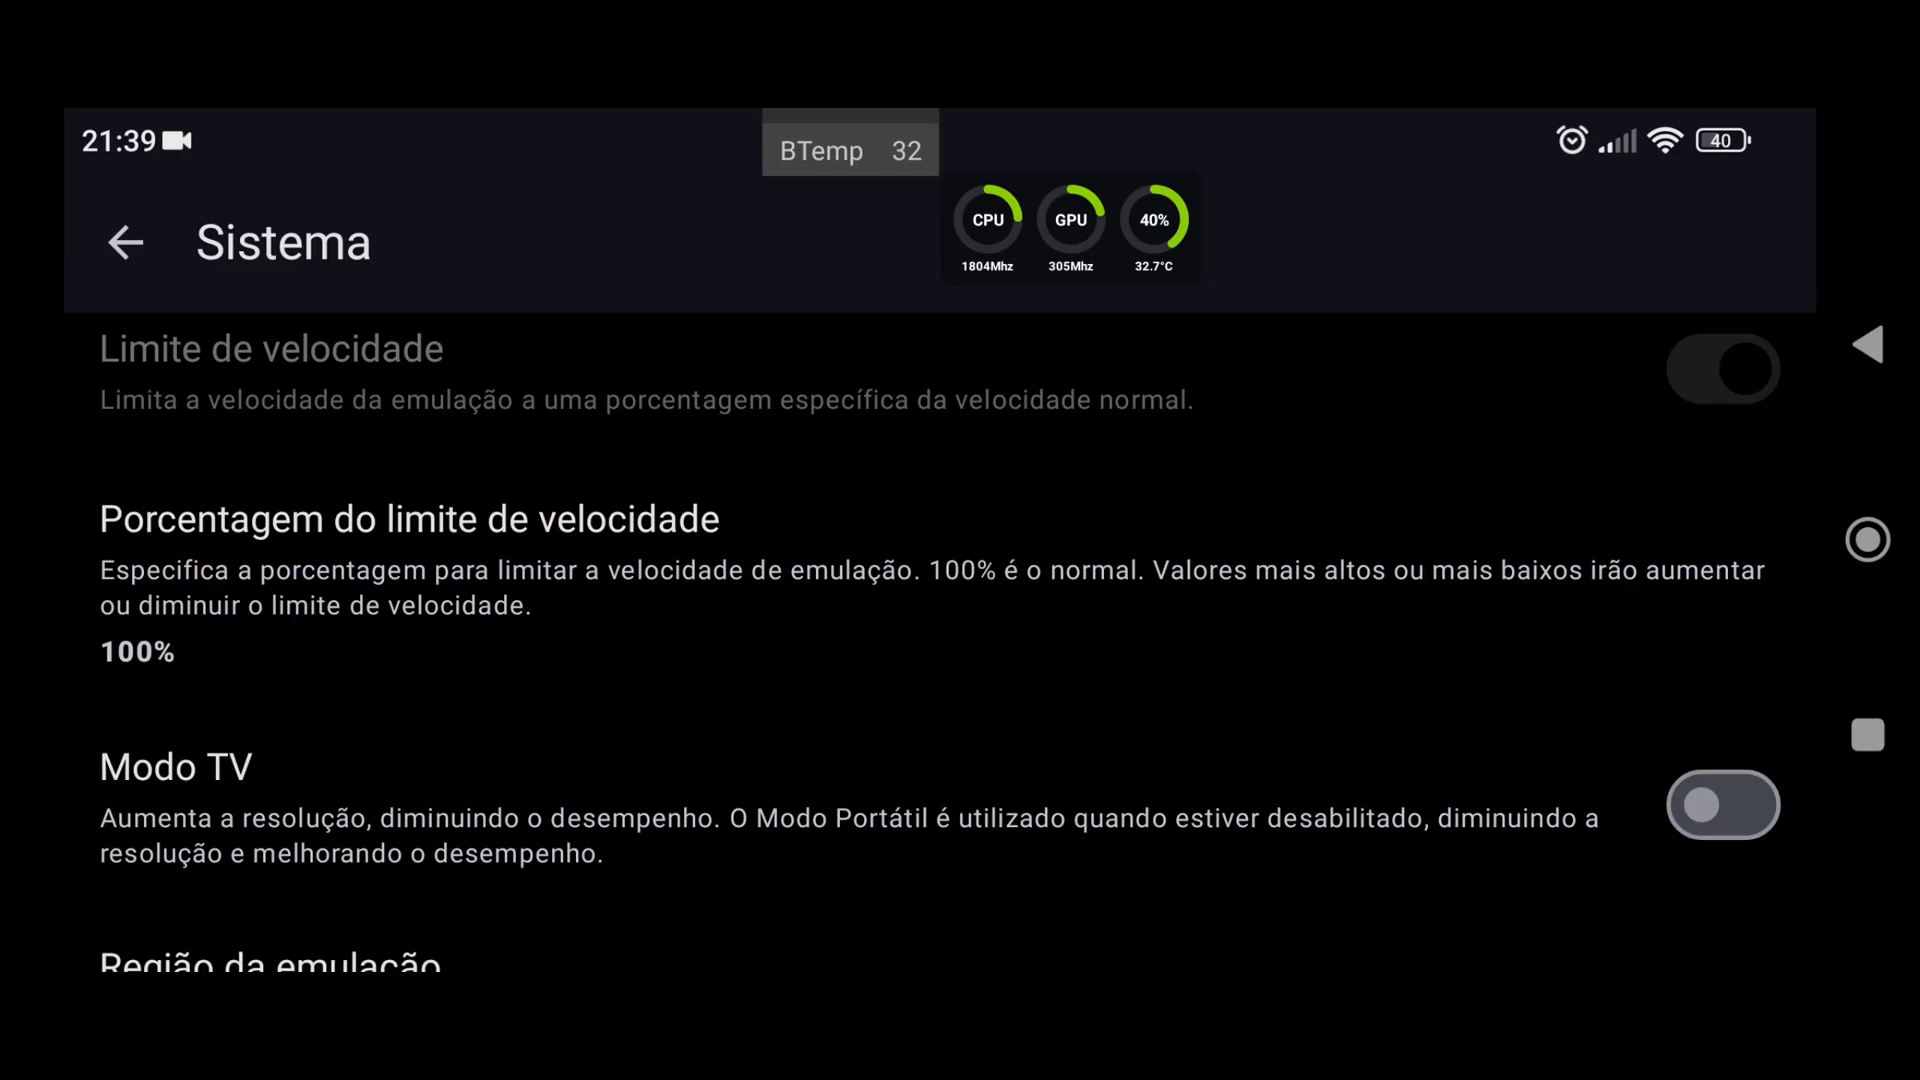 21:39
BTemp 32
40
Sistema
CPU GPU 40%
1804Mhz 305Mhz 32.7°C
Limite de velocidade
Limita a velocidade da emulação a uma porcentagem específica da velocidade normal.
Porcentagem do limite de velocidade
Especifica a porcentagem para limitar a velocidade de emulação. 100% é o normal. Valores mais altos ou mais baixos irão aumentar
ou diminuir o limite de velocidade.
100%
Modo TV
Aumenta a resolução, diminuindo o desempenho. O Modo Portátil é utilizado quando estiver desabilitado, diminuindo a
resolução e melhorando o desempenho.
Região da emulação